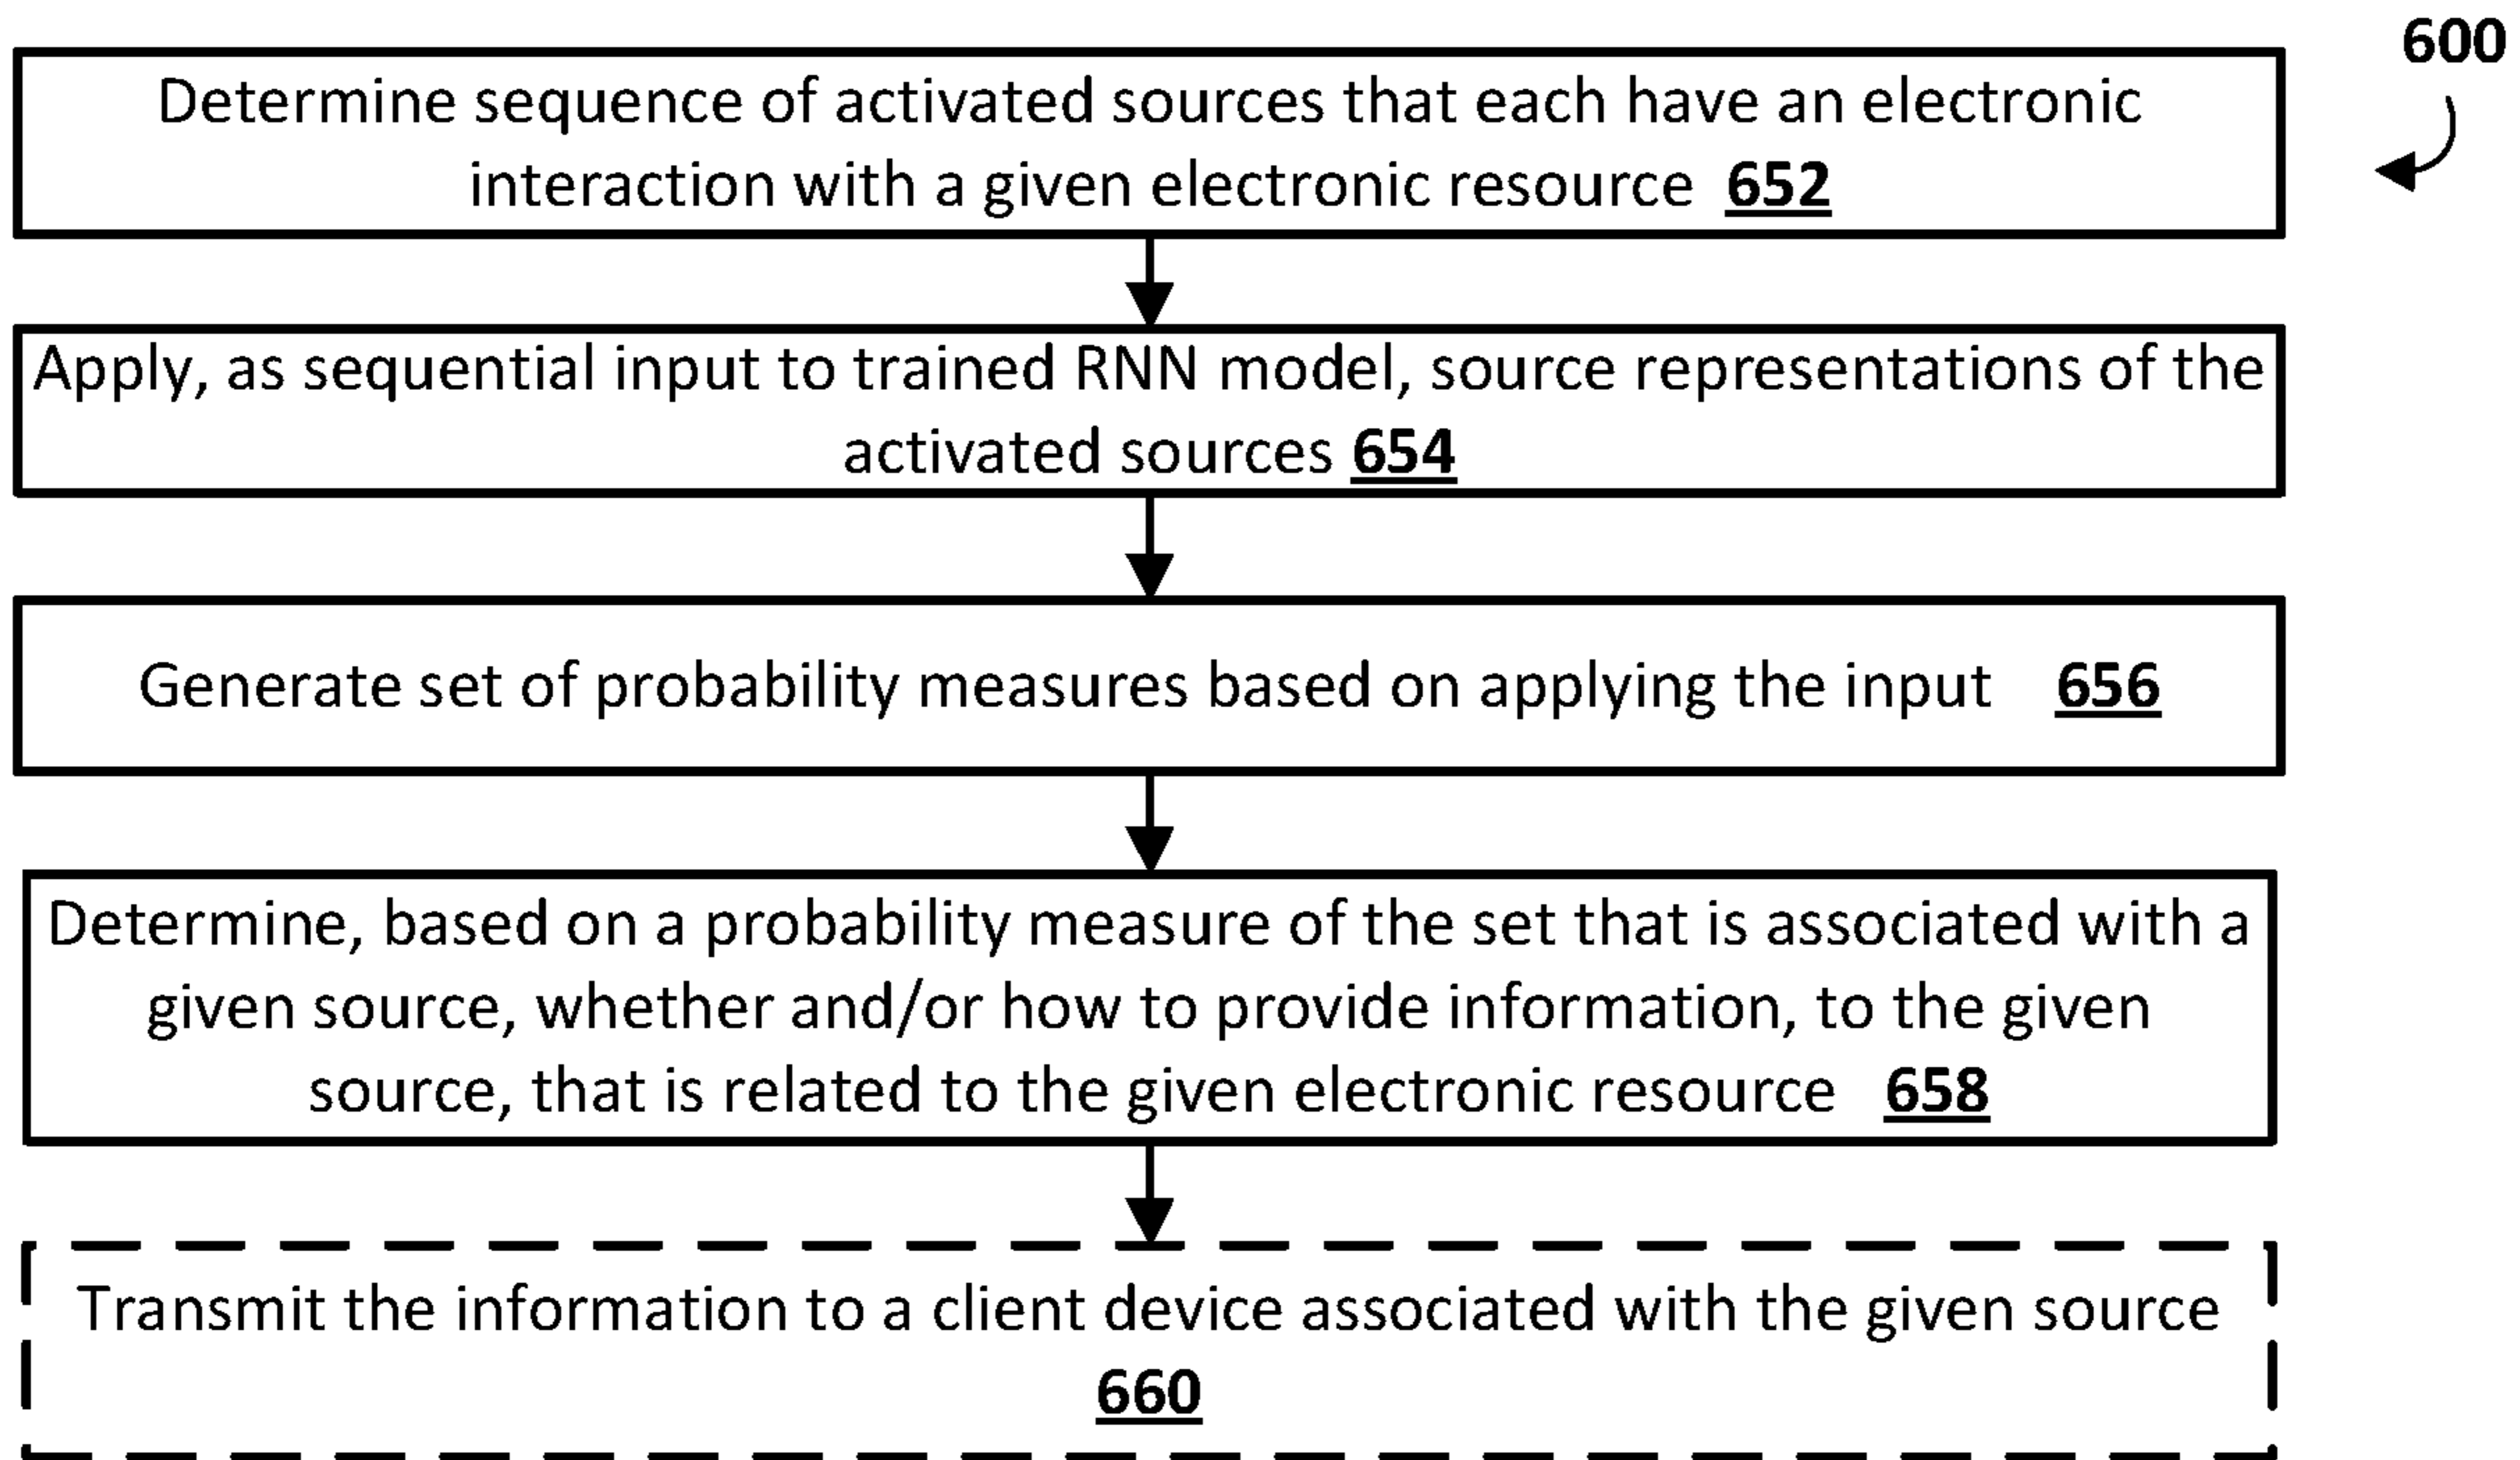 600
Determine sequence of activated sources that each have an electronic
interaction with a given electronic resource 652
Apply, as sequential input to trained RNN model, source representations of the
activated sources 654
Generate set of probability measures based on applying the input 656
Determine, based on a probability measure of the set that is associated with a
given source, whether and/or how to provide information, to the given
source, that is related to the given electronic resource 658
Transmit the information to a client device associated with the given source
660